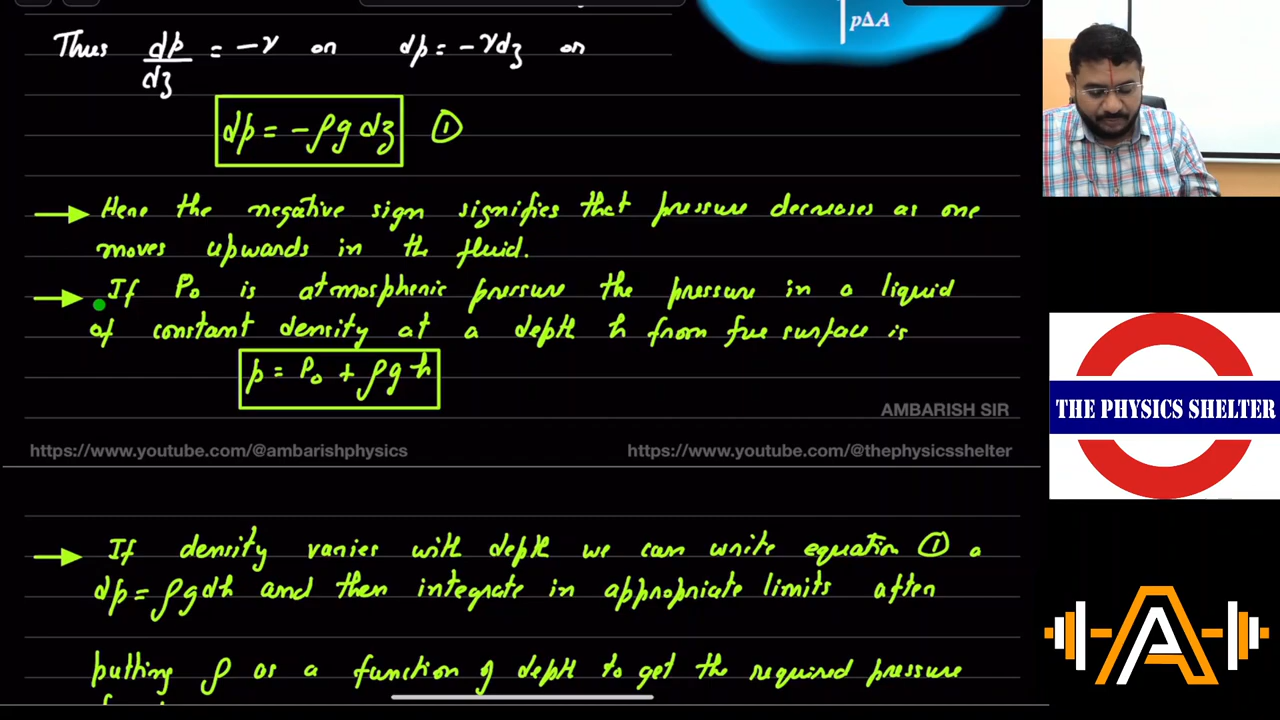 pΔA
Thus dp/dz = -γ or dp = -γdz or
dp = -ρg dz ①
→ Here the negative sign signifies that pressure decreases as one
moves upwards in the fluid.
→ If P₀ is atmospheric pressure the pressure in a liquid
of constant density at a depth h from free surface is
p = P₀ + ρgh
AMBARISH SIR
https://www.youtube.com/@ambarishphysics
https://www.youtube.com/@thephysicsshelter
→ If density varies with depth we can write equation ① a
dp = ρgdh and then integrate in appropriate limits after
putting ρ as a function of depth to get the required pressure
THE PHYSICS SHELTER